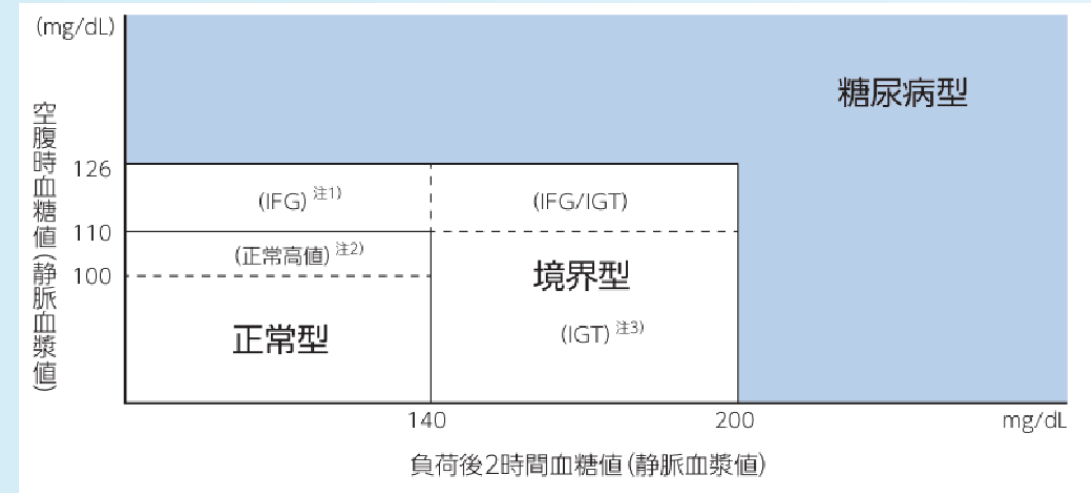 (mg/dL)
糖尿病型
空腹時血糖値(静脈血漿値)
126
(IFG) 注1)
(IFG/IGT)
110
(正常高値) 注2)
100
境界型
正常型
(IGT) 注3)
140
200
mg/dL
負荷後2時間血糖値(静脈血漿値)